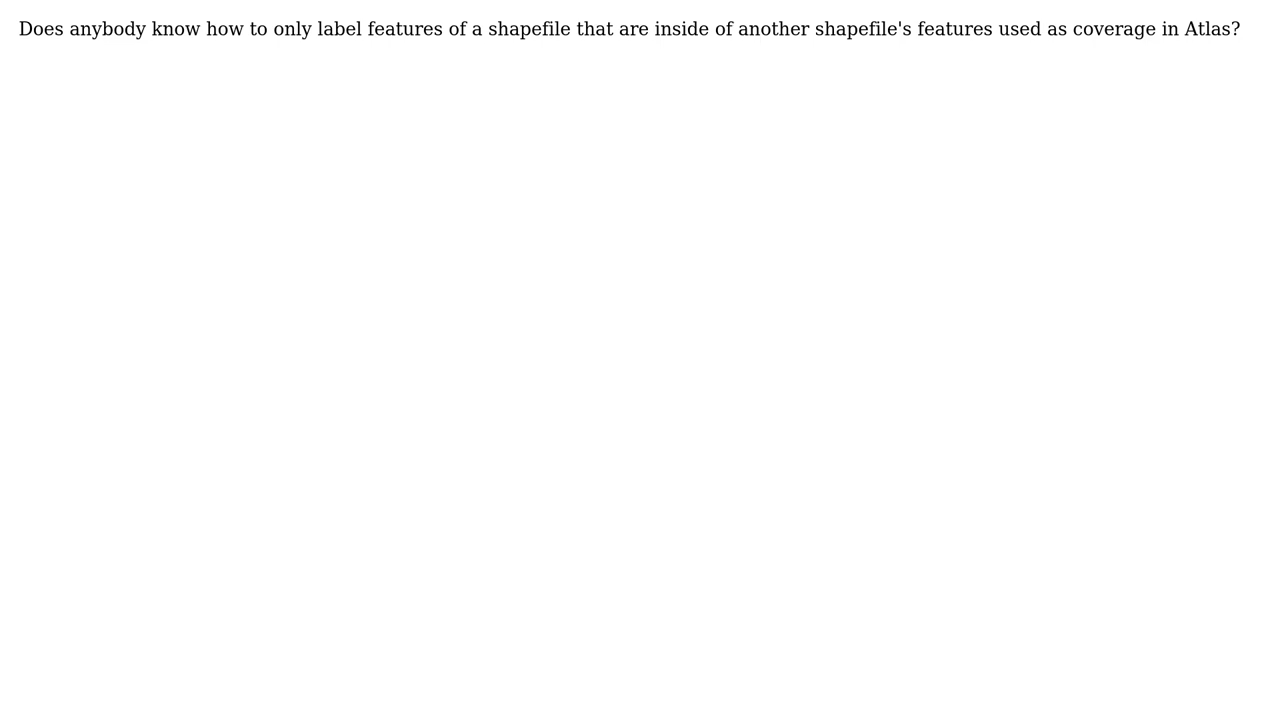 Does anybody know how to only label features of a shapefile that are inside of another shapefile's features used as coverage in Atlas?